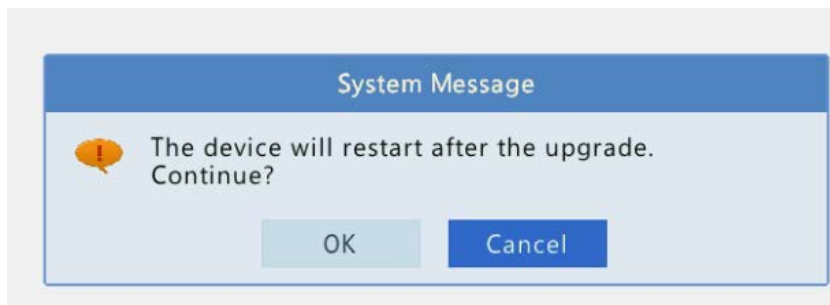 System Message
The device will restart after the upgrade.
Continue?
OK
Cancel